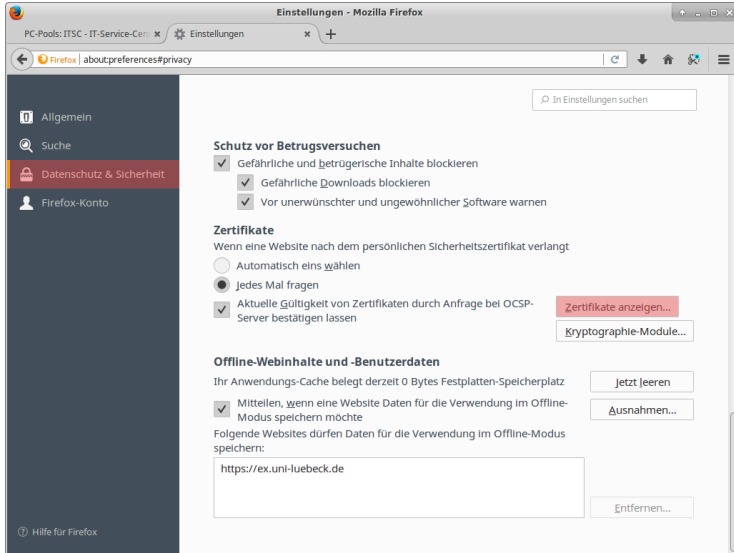 Einstellungen - Mozilla Firefox
PC-Pools: ITSC - IT-Service-Cen
Einstellungen
Firefox about:preferences#privacy
In Einstellungen suchen
Allgemein
Suche
Datenschutz & Sicherheit
Firefox-Konto
Schutz vor Betrugsversuchen
Gefährliche und betrügerische Inhalte blockieren
Gefährliche Downloads blockieren
Vor unerwünschter und ungewöhnlicher Software warnen
Zertifikate
Wenn eine Website nach dem persönlichen Sicherheitszertifikat verlangt
Automatisch eins wählen
Jedes Mal fragen
Aktuelle Gültigkeit von Zertifikaten durch Anfrage bei OCSP-
Server bestätigen lassen
Zertifikate anzeigen...
Kryptographie-Module...
Offline-Webinhalte und -Benutzerdaten
Ihr Anwendungs-Cache belegt derzeit 0 Bytes Festplatten-Speicherplatz
Jetzt leeren
Mitteilen, wenn eine Website Daten für die Verwendung im Offline-
Modus speichern möchte
Ausnahmen...
Folgende Websites dürfen Daten für die Verwendung im Offline-Modus
speichern:
https://ex.uni-luebeck.de
Entfernen...
Hilfe für Firefox